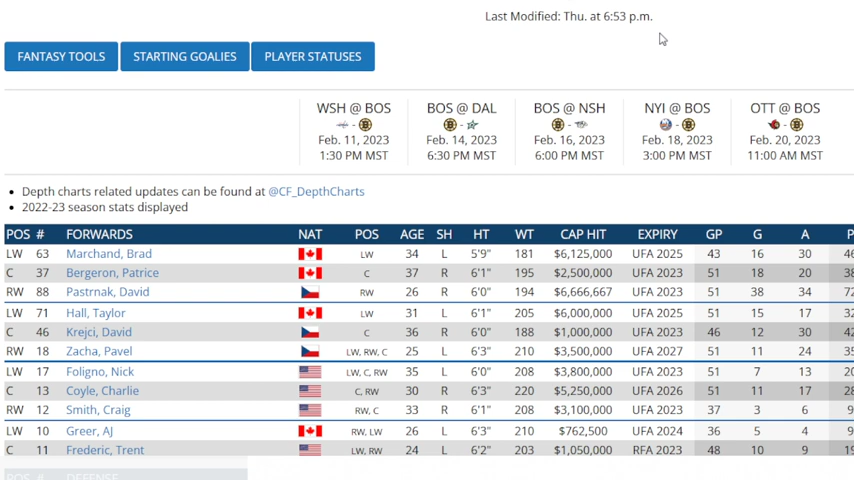 Last Modified: Thu. at 6:53 p.m.
FANTASY TOOLS STARTING GOALIES PLAYER STATUSES
WSH @ BOS BOS @ DAL BOS @ NSH NYI @ BOS OTT @ BOS
- - - - -
Feb. 11, 2023 Feb. 14, 2023 Feb. 16, 2023 Feb. 18, 2023 Feb. 20, 2023
1:30 PM MST 6:30 PM MST 6:00 PM MST 3:00 PM MST 11:00 AM MST
• Depth charts related updates can be found at @CF_DepthCharts
• 2022-23 season stats displayed
POS # FORWARDS NAT POS AGE SH HT WT CAP HIT EXPIRY GP G A P
LW 63 Marchand, Brad LW 34 L 5'9" 181 $6,125,000 UFA 2025 43 16 30 46
C 37 Bergeron, Patrice C 37 R 6'1" 195 $2,500,000 UFA 2023 51 18 20 38
RW 88 Pastrnak, David RW 26 R 6'0" 194 $6,666,667 UFA 2023 51 38 34 72
LW 71 Hall, Taylor LW 31 L 6'1" 205 $6,000,000 UFA 2025 51 15 17 32
C 46 Krejci, David C 36 R 6'0" 188 $1,000,000 UFA 2023 46 12 30 42
RW 18 Zacha, Pavel LW, RW, C 25 L 6'3" 210 $3,500,000 UFA 2027 51 11 24 35
LW 17 Foligno, Nick LW, C, RW 35 L 6'0" 208 $3,800,000 UFA 2023 51 7 13 20
C 13 Coyle, Charlie C, RW 30 R 6'3" 220 $5,250,000 UFA 2026 51 11 17 28
RW 12 Smith, Craig RW, C 33 R 6'1" 208 $3,100,000 UFA 2023 37 3 6 9
LW 10 Greer, AJ RW, LW 26 L 6'3" 210 $762,500 UFA 2024 36 5 4 9
C 11 Frederic, Trent LW, RW 24 L 6'2" 203 $1,050,000 RFA 2023 48 10 9 19
POS # DEFENSE